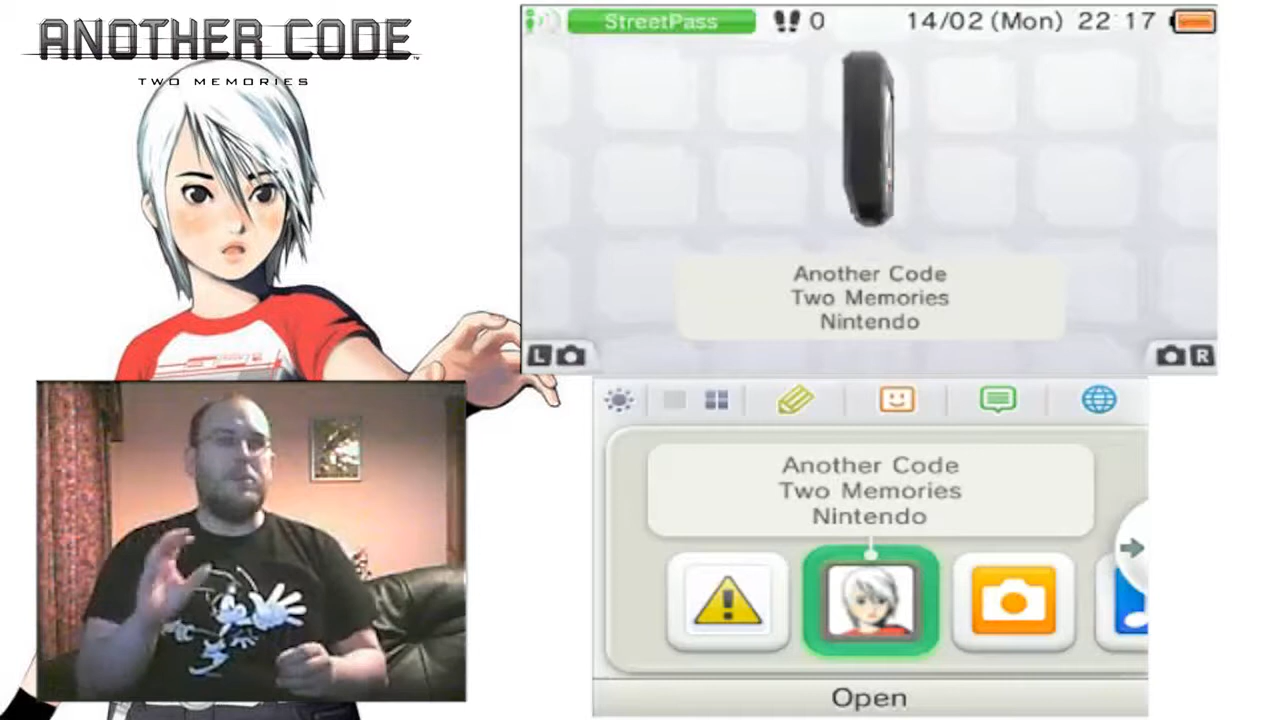 ANOTHER CODE
TWO MEMORIES
StreetPass
0
14/02 (Mon) 22:17
Another Code
Two Memories
Nintendo
L
R
Another Code
Two Memories
Nintendo
Open